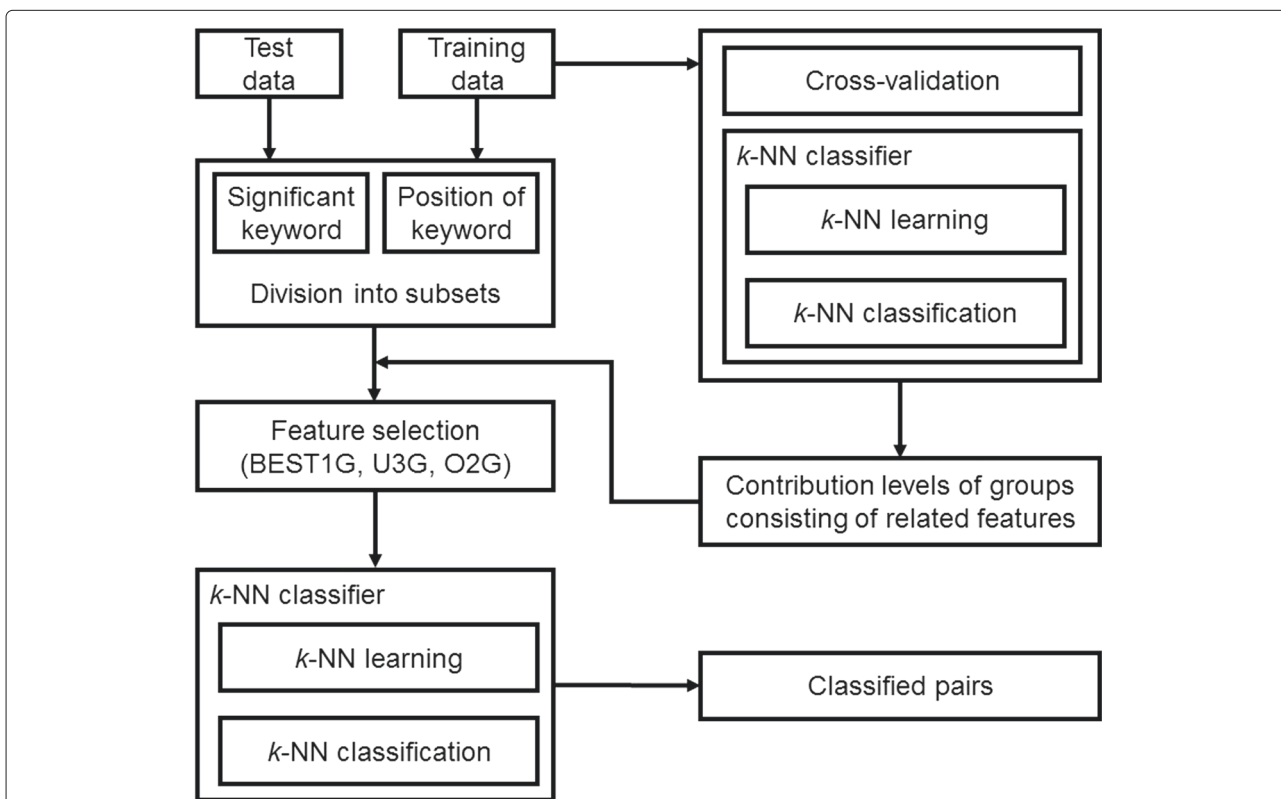 Test
data
Training
data
Cross-validation
k-NN classifier
k-NN learning
k-NN classification
Significant
keyword
Position of
keyword
Division into subsets
Feature selection
(BEST1G, U3G, O2G)
Contribution levels of groups
consisting of related features
k-NN classifier
k-NN learning
k-NN classification
Classified pairs